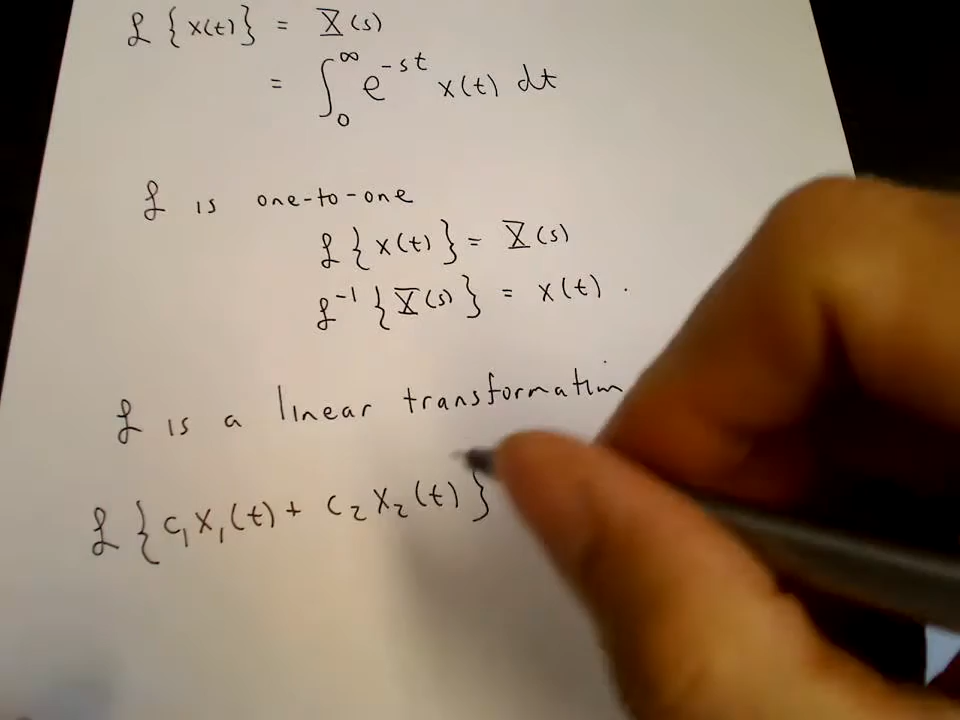 ℒ {x(t)} = X(s)
= ∫₀^∞ e^{-st} x(t) dt
ℒ is one-to-one
ℒ {x(t)} = X(s)
ℒ^{-1} {X(s)} = x(t).
ℒ is a linear transformation
ℒ {c₁x₁(t) + c₂x₂(t)}